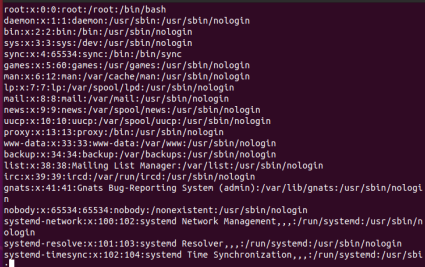 root:x:0:0:root:/root:/bin/bash
daemon:x:1:1:daemon:/usr/sbin:/usr/sbin/nologin
bin:x:2:2:bin:/bin:/usr/sbin/nologin
sys:x:3:3:sys:/dev:/usr/sbin/nologin
sync:x:4:65534:sync:/bin:/bin/sync
games:x:5:60:games:/usr/games:/usr/sbin/nologin
man:x:6:12:man:/var/cache/man:/usr/sbin/nologin
lp:x:7:7:lp:/var/spool/lpd:/usr/sbin/nologin
mail:x:8:8:mail:/var/mail:/usr/sbin/nologin
news:x:9:9:news:/var/spool/news:/usr/sbin/nologin
uucp:x:10:10:uucp:/var/spool/uucp:/usr/sbin/nologin
proxy:x:13:13:proxy:/bin:/usr/sbin/nologin
www-data:x:33:33:www-data:/var/www:/usr/sbin/nologin
backup:x:34:34:backup:/var/backups:/usr/sbin/nologin
list:x:38:38:Mailing List Manager:/var/list:/usr/sbin/nologin
irc:x:39:39:ircd:/var/run/ircd:/usr/sbin/nologin
gnats:x:41:41:Gnats Bug-Reporting System (admin):/var/lib/gnats:/usr/sbin/nologi
n
nobody:x:65534:65534:nobody:/nonexistent:/usr/sbin/nologin
systemd-network:x:100:102:systemd Network Management,,,:/run/systemd:/usr/sbin/n
ologin
systemd-resolve:x:101:103:systemd Resolver,,,:/run/systemd:/usr/sbin/nologin
systemd-timesync:x:102:104:systemd Time Synchronization,,,:/run/systemd:/usr/sbi
: